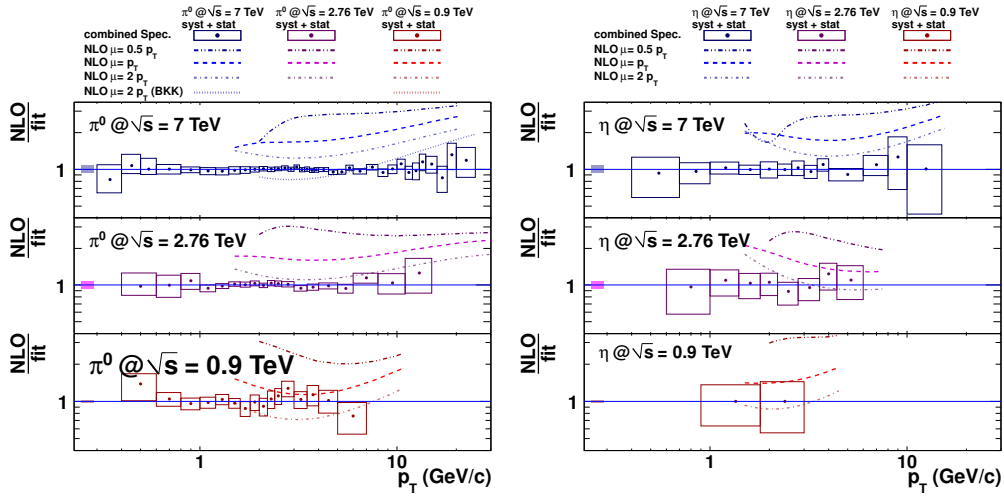 π⁰ @√s = 7 TeV π⁰ @√s = 2.76 TeV π⁰ @√s = 0.9 TeV
syst + stat syst + stat syst + stat
combined Spec.
NLO μ= 0.5 p_T
NLO μ= p_T
NLO μ= 2 p_T
NLO μ= 2 p_T (BKK)
NLO/fit
π⁰ @√s = 7 TeV
1
NLO/fit
π⁰ @√s = 2.76 TeV
1
NLO/fit
π⁰ @√s = 0.9 TeV
1
1 10
p_T (GeV/c)
η @√s = 7 TeV η @√s = 2.76 TeV η @√s = 0.9 TeV
syst + stat syst + stat syst + stat
combined Spec.
NLO μ= 0.5 p_T
NLO μ= p_T
NLO μ= 2 p_T
NLO/fit
η @√s = 7 TeV
1
NLO/fit
η @√s = 2.76 TeV
1
NLO/fit
η @√s = 0.9 TeV
1
1 10
p_T (GeV/c)